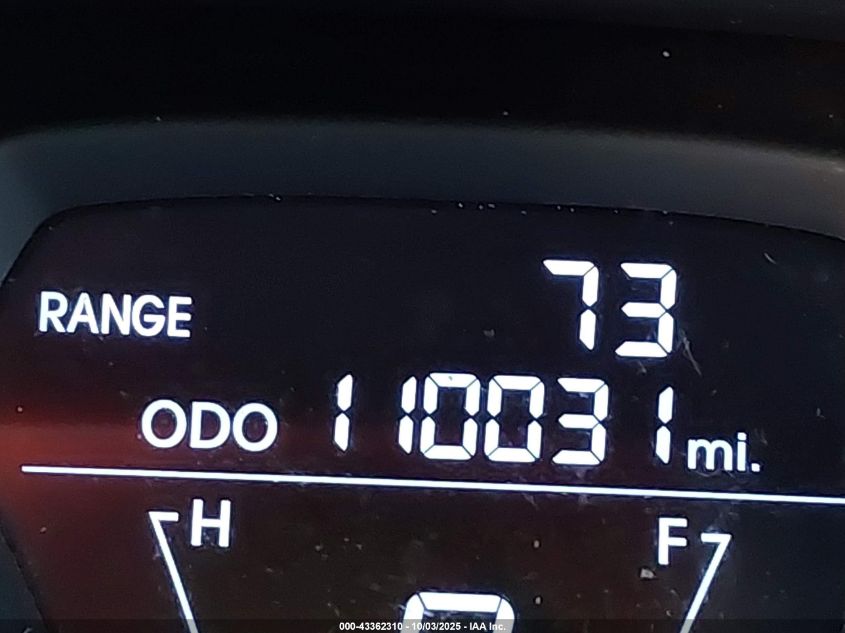 RANGE 73
ODO 110031 mi.
H F
000-43362310 - 10/03/2025 - IAA Inc.